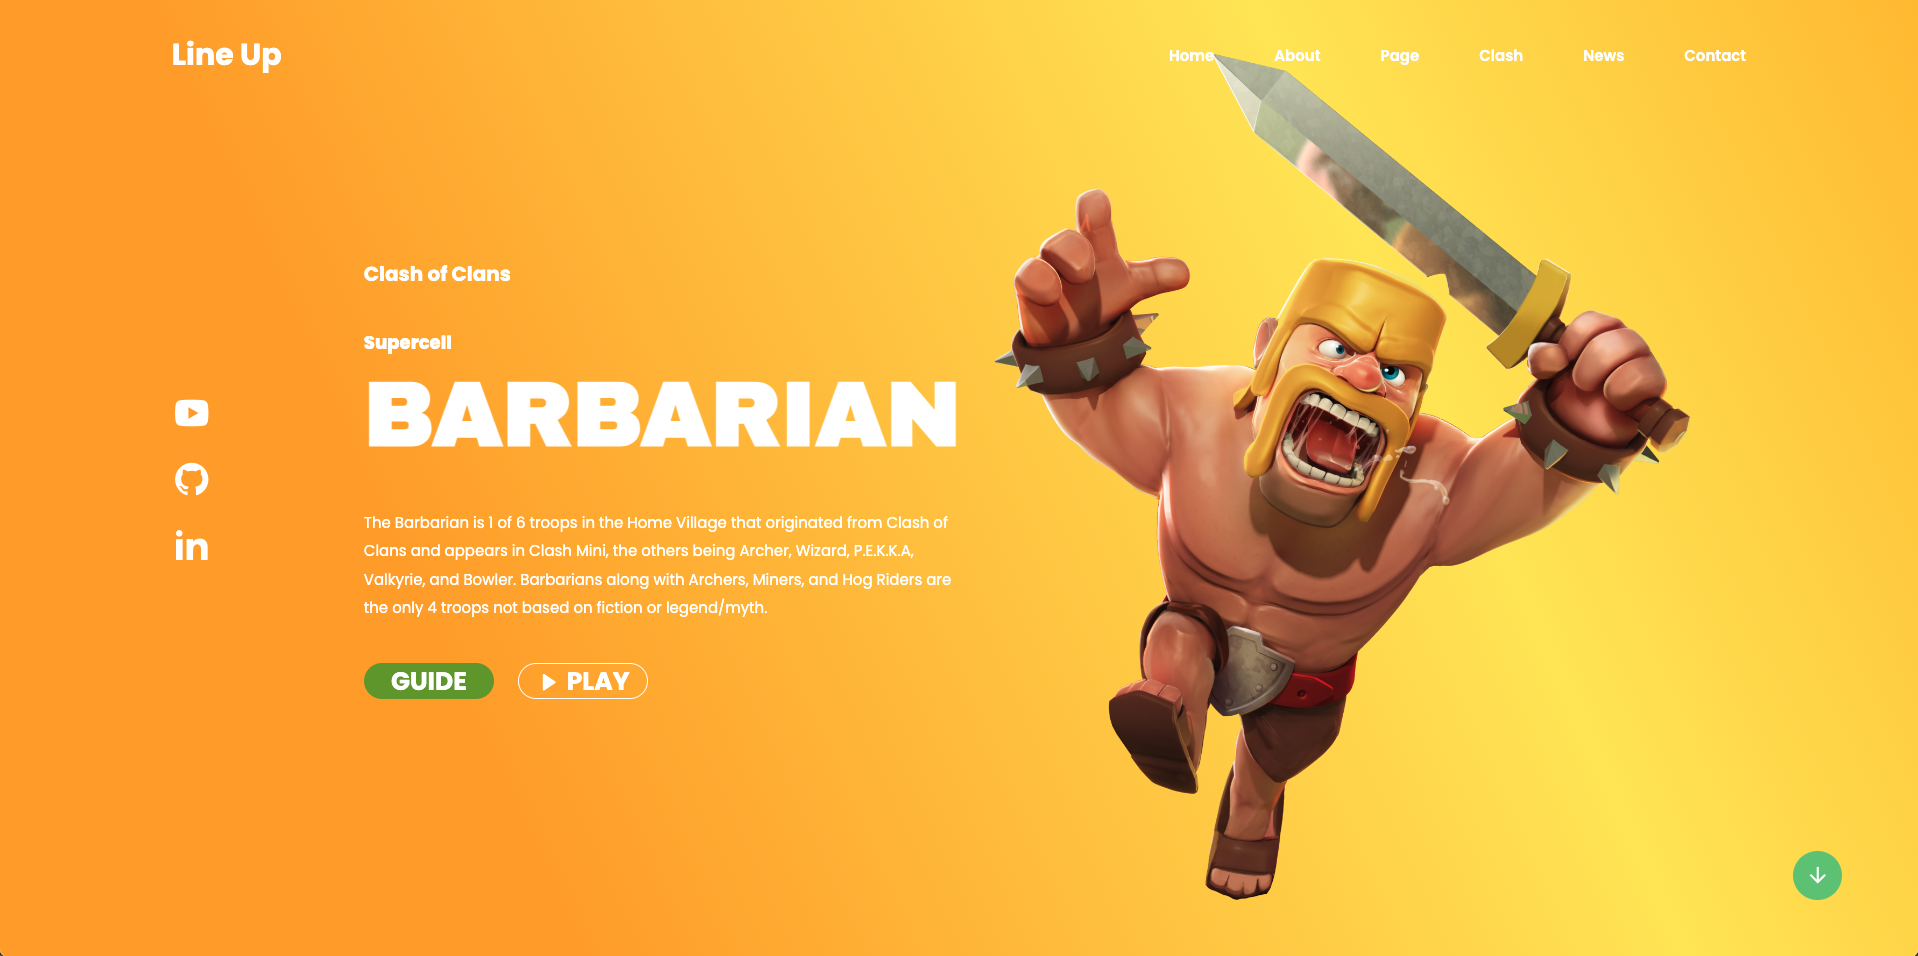 Line Up
Home About Page Clash News Contact
Clash of Clans
Supercell
BARBARIAN
The Barbarian is 1 of 6 troops in the Home Village that originated from Clash of
Clans and appears in Clash Mini, the others being Archer, Wizard, P.E.K.K.A,
Valkyrie, and Bowler. Barbarians along with Archers, Miners, and Hog Riders are
the only 4 troops not based on fiction or legend/myth.
GUIDE PLAY